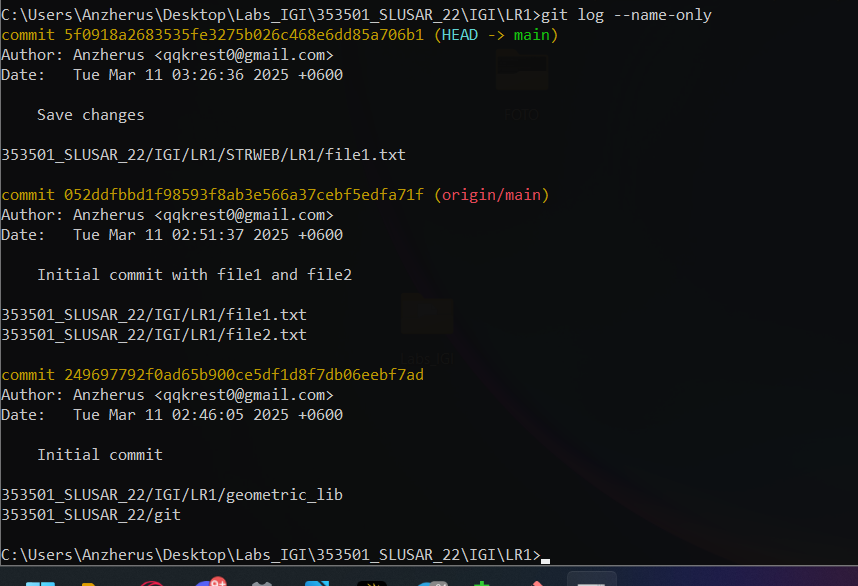 C:\Users\Anzherus\Desktop\Labs_IGI\353501_SLUSAR_22\IGI\LR1>git log --name-only
commit 5f0918a2683535fe3275b026c468e6dd85a706b1 (HEAD -> main)
Author: Anzherus <qqkrest0@gmail.com>
Date:   Tue Mar 11 03:26:36 2025 +0600
Save changes
353501_SLUSAR_22/IGI/LR1/STRWEB/LR1/file1.txt
commit 052ddfbbd1f98593f8ab3e566a37cebf5edfa71f (origin/main)
Author: Anzherus <qqkrest0@gmail.com>
Date:   Tue Mar 11 02:51:37 2025 +0600
Initial commit with file1 and file2
353501_SLUSAR_22/IGI/LR1/file1.txt
353501_SLUSAR_22/IGI/LR1/file2.txt
commit 249697792f0ad65b900ce5df1d8f7db06eebf7ad
Author: Anzherus <qqkrest0@gmail.com>
Date:   Tue Mar 11 02:46:05 2025 +0600
Initial commit
353501_SLUSAR_22/IGI/LR1/geometric_lib
353501_SLUSAR_22/git
C:\Users\Anzherus\Desktop\Labs_IGI\353501_SLUSAR_22\IGI\LR1>